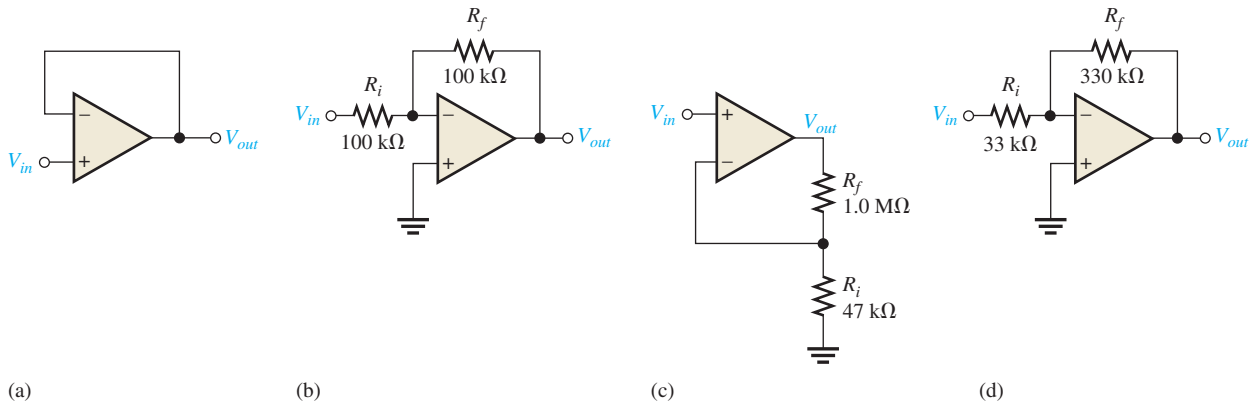 −
+
V_in
V_out
(a)
R_f
100 kΩ
R_i
100 kΩ
V_in
−
+
V_out
(b)
V_in
+
−
V_out
R_f
1.0 MΩ
R_i
47 kΩ
(c)
R_f
330 kΩ
R_i
33 kΩ
V_in
−
+
V_out
(d)